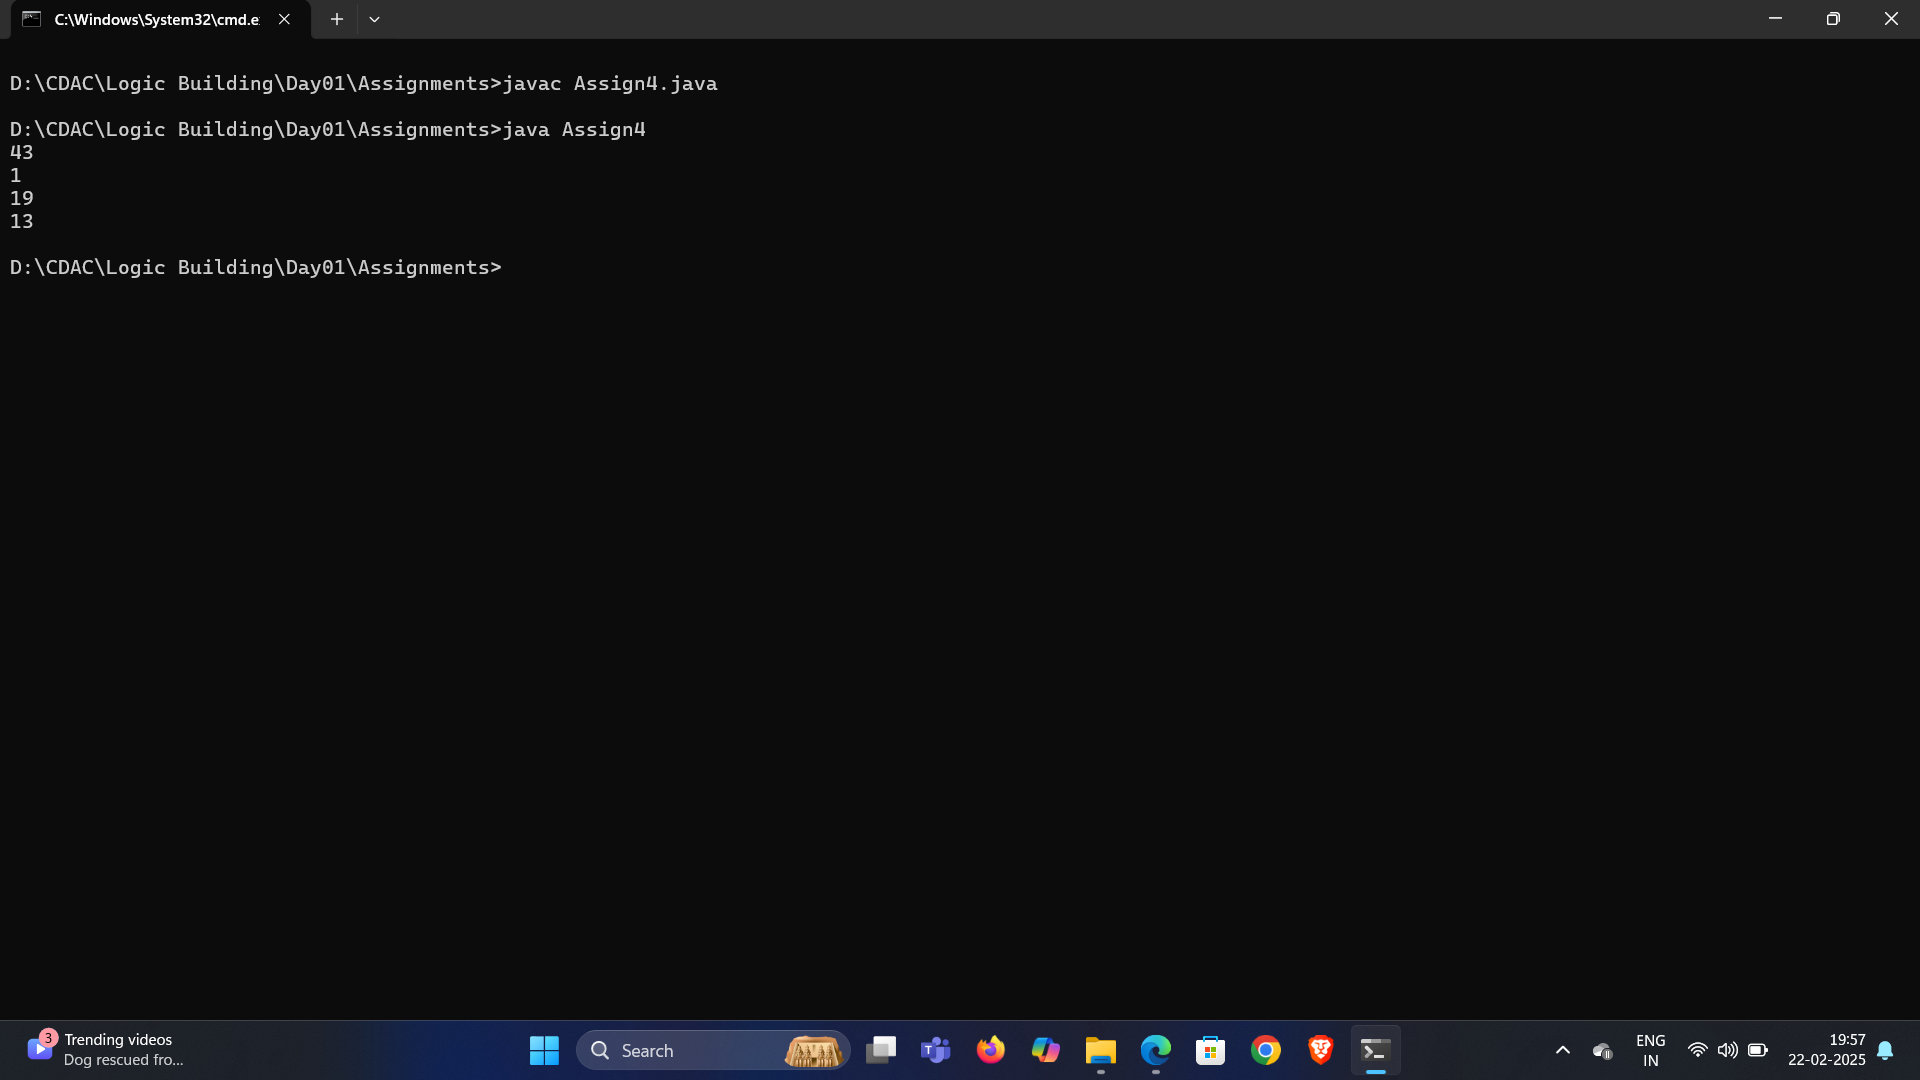 C:\Windows\System32\cmd.e
D:\CDAC\Logic Building\Day01\Assignments>javac Assign4.java
D:\CDAC\Logic Building\Day01\Assignments>java Assign4
43
1
19
13
D:\CDAC\Logic Building\Day01\Assignments>
3
Trending videos
Dog rescued fro...
Search
T
ENG
IN
19:57
22-02-2025